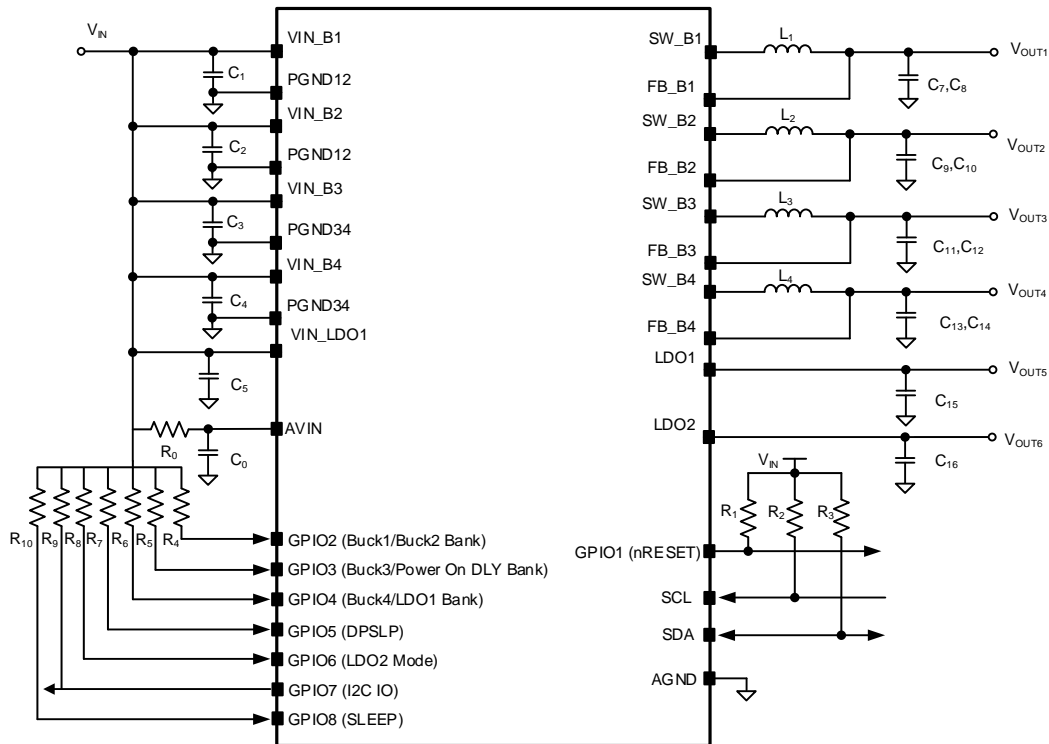 V_IN
VIN_B1
C1
PGND12
VIN_B2
C2
PGND12
VIN_B3
C3
PGND34
VIN_B4
C4
PGND34
VIN_LDO1
C5
AVIN
R0
C0
R10 R9 R8 R7 R6 R5 R4
GPIO2 (Buck1/Buck2 Bank)
GPIO3 (Buck3/Power On DLY Bank)
GPIO4 (Buck4/LDO1 Bank)
GPIO5 (DPSLP)
GPIO6 (LDO2 Mode)
GPIO7 (I2C IO)
GPIO8 (SLEEP)
SW_B1
L1
VOUT1
FB_B1
C7,C8
SW_B2
L2
VOUT2
FB_B2
C9,C10
SW_B3
L3
VOUT3
FB_B3
C11,C12
SW_B4
L4
VOUT4
FB_B4
C13,C14
LDO1
VOUT5
C15
LDO2
VOUT6
C16
VIN
R1 R2 R3
GPIO1 (nRESET)
SCL
SDA
AGND